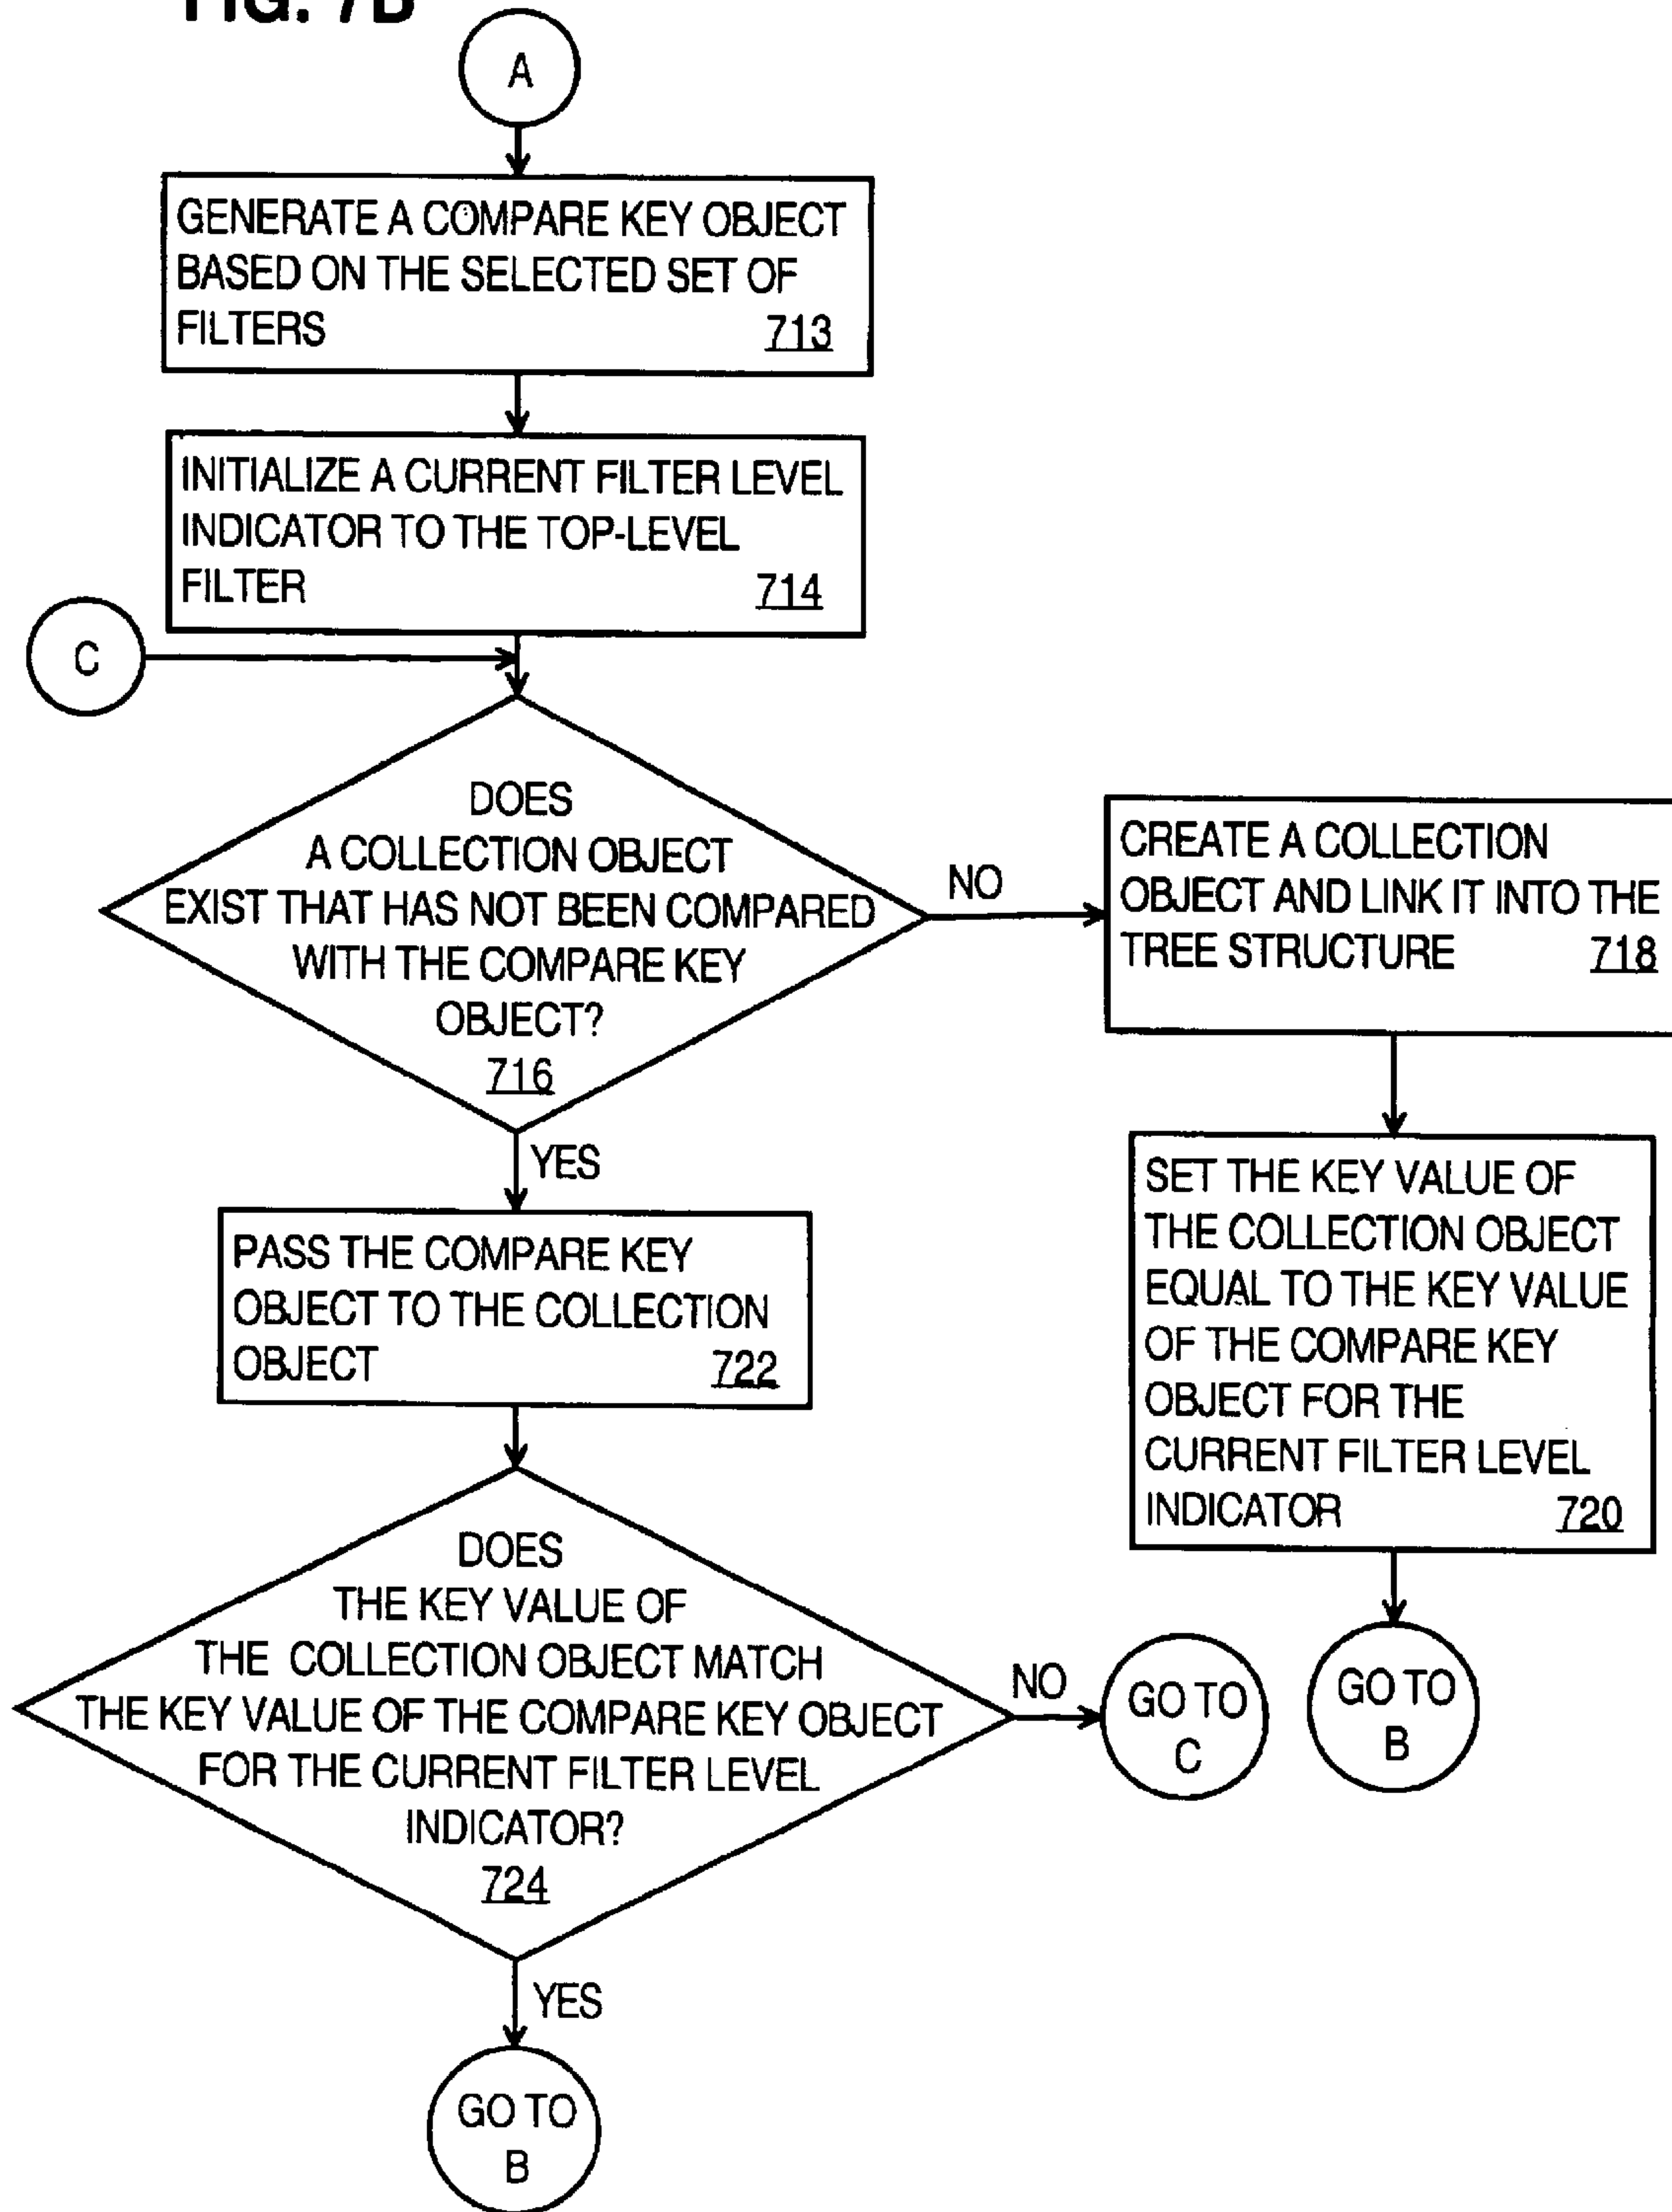 FIG. 7B
A
GENERATE A COMPARE KEY OBJECT
BASED ON THE SELECTED SET OF
FILTERS 713
INITIALIZE A CURRENT FILTER LEVEL
INDICATOR TO THE TOP-LEVEL
FILTER 714
C
DOES
A COLLECTION OBJECT
EXIST THAT HAS NOT BEEN COMPARED
WITH THE COMPARE KEY
OBJECT?
716
NO
CREATE A COLLECTION
OBJECT AND LINK IT INTO THE
TREE STRUCTURE 718
YES
SET THE KEY VALUE OF
THE COLLECTION OBJECT
EQUAL TO THE KEY VALUE
OF THE COMPARE KEY
OBJECT FOR THE
CURRENT FILTER LEVEL
INDICATOR 720
PASS THE COMPARE KEY
OBJECT TO THE COLLECTION
OBJECT 722
DOES
THE KEY VALUE OF
THE COLLECTION OBJECT MATCH
THE KEY VALUE OF THE COMPARE KEY OBJECT
FOR THE CURRENT FILTER LEVEL
INDICATOR?
724
NO
GO TO
C
GO TO
B
YES
GO TO
B